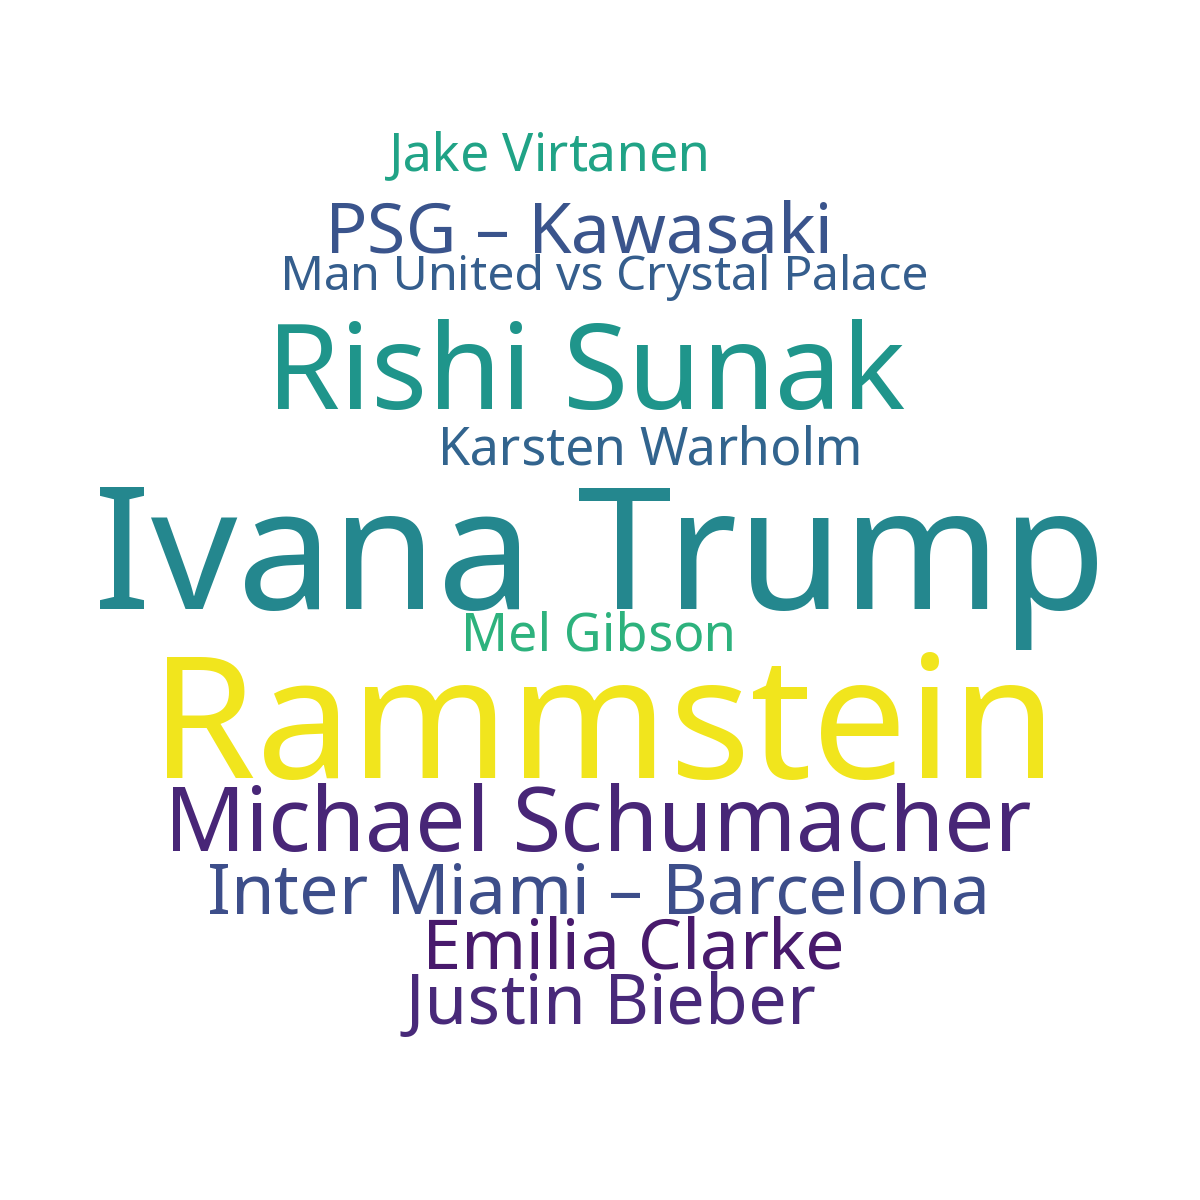 Jake Virtanen
PSG – Kawasaki
Man United vs Crystal Palace
Rishi Sunak
Karsten Warholm
Ivana Trump
Mel Gibson
Rammstein
Michael Schumacher
Inter Miami – Barcelona
Emilia Clarke
Justin Bieber